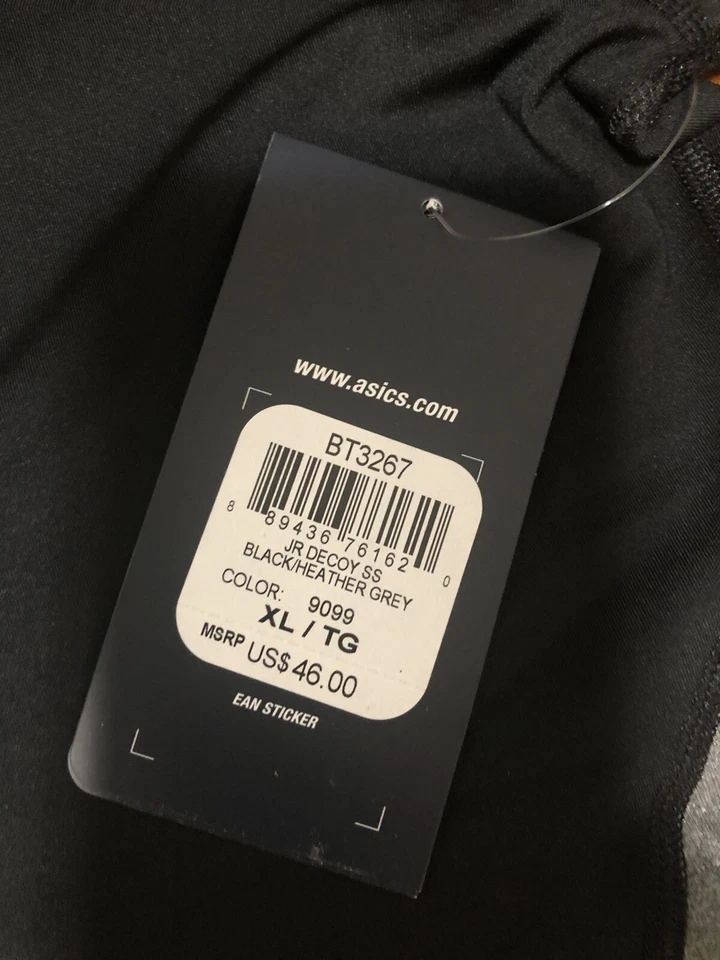 www.asics.com
BT3267
8 89436 76162 0
JR DECOY SS
BLACK/HEATHER GREY
COLOR: 9099
XL / TG
MSRP US$46.00
EAN STICKER